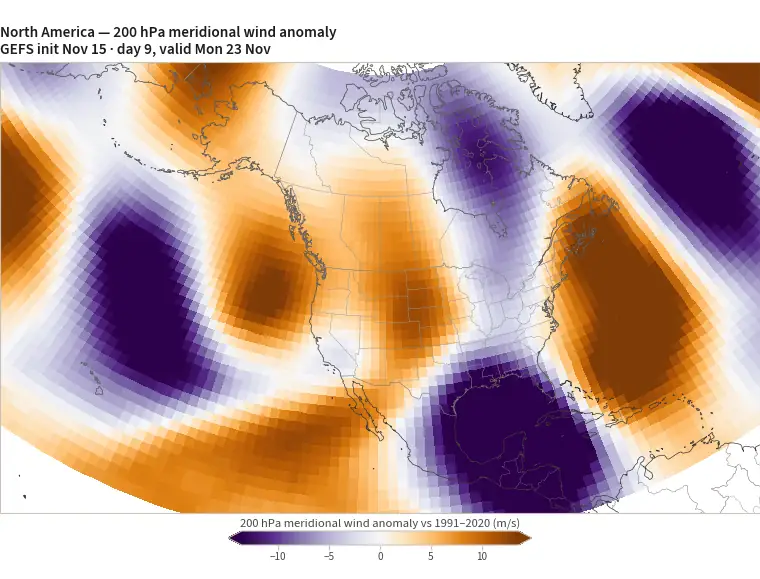 North America — 200 hPa meridional wind anomaly
GEFS init Nov 15 · day 9, valid Mon 23 Nov
200 hPa meridional wind anomaly vs 1991–2020 (m/s)
−10 −5 0 5 10